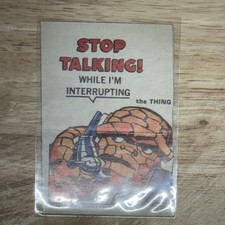 STOP
TALKING!
WHILE I'M
INTERRUPTING
the THING